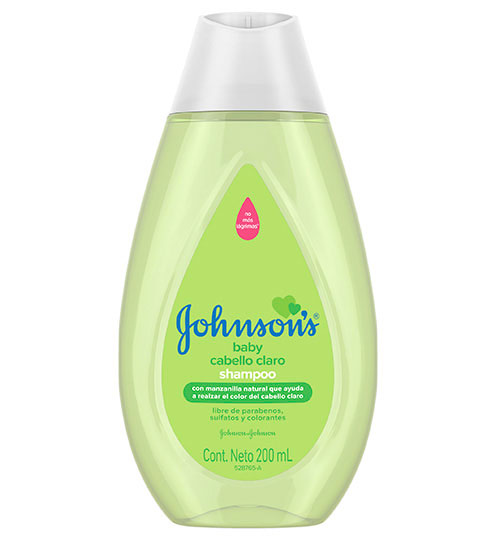 no
más
lágrimas®
Johnson's®
baby
cabello claro
shampoo
con manzanilla natural que ayuda
a realzar el color del cabello claro
libre de parabenos,
sulfatos y colorantes
Johnson & Johnson
Cont. Neto 200 mL
528765-A